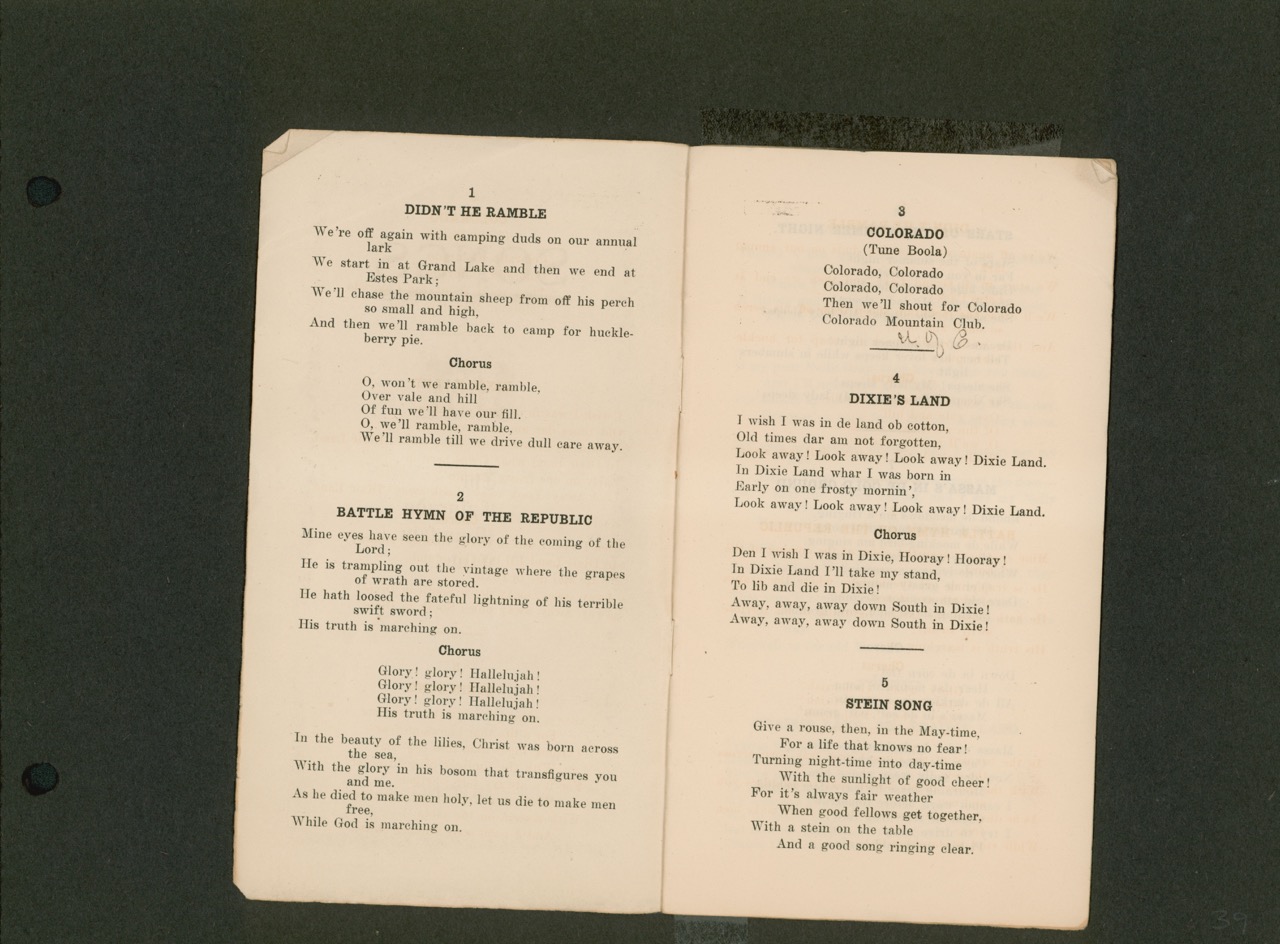 1
DIDN'T HE RAMBLE
We're off again with camping duds on our annual
lark
We start in at Grand Lake and then we end at
Estes Park;
We'll chase the mountain sheep from off his perch
so small and high,
And then we'll ramble back to camp for huckle-
berry pie.
Chorus
O, won't we ramble, ramble,
Over vale and hill
Of fun we'll have our fill.
O, we'll ramble, ramble,
We'll ramble till we drive dull care away.
2
BATTLE HYMN OF THE REPUBLIC
Mine eyes have seen the glory of the coming of the
Lord;
He is trampling out the vintage where the grapes
of wrath are stored.
He hath loosed the fateful lightning of his terrible
swift sword;
His truth is marching on.
Chorus
Glory! glory! Hallelujah!
Glory! glory! Hallelujah!
Glory! glory! Hallelujah!
His truth is marching on.
In the beauty of the lilies, Christ was born across
the sea,
With the glory in his bosom that transfigures you
and me.
As he died to make men holy, let us die to make men
free,
While God is marching on.
3
COLORADO
(Tune Boola)
Colorado, Colorado
Colorado, Colorado
Then we'll shout for Colorado
Colorado Mountain Club.
U. of C.
4
DIXIE'S LAND
I wish I was in de land ob cotton,
Old times dar am not forgotten,
Look away! Look away! Look away! Dixie Land.
In Dixie Land whar I was born in
Early on one frosty mornin',
Look away! Look away! Look away! Dixie Land.
Chorus
Den I wish I was in Dixie, Hooray! Hooray!
In Dixie Land I'll take my stand,
To lib and die in Dixie!
Away, away, away down South in Dixie!
Away, away, away down South in Dixie!
5
STEIN SONG
Give a rouse, then, in the May-time,
For a life that knows no fear!
Turning night-time into day-time
With the sunlight of good cheer!
For it's always fair weather
When good fellows get together,
With a stein on the table
And a good song ringing clear.
39